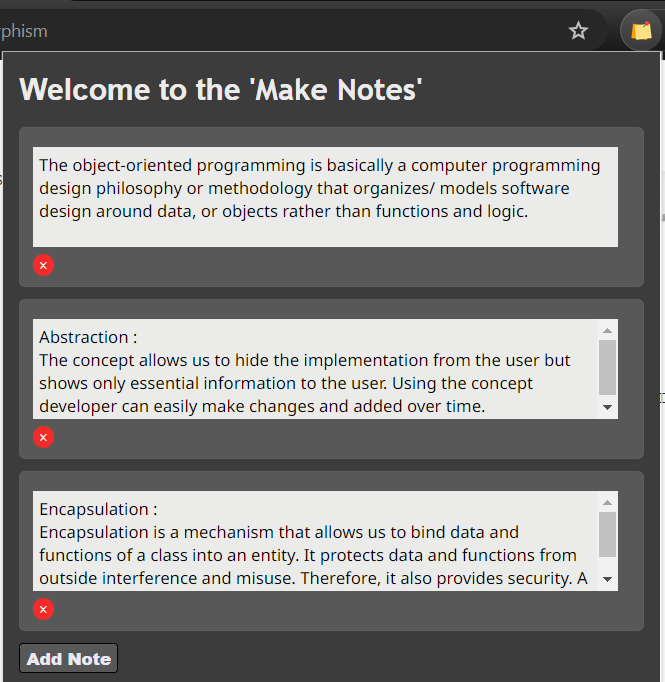 Welcome to the 'Make Notes'
The object-oriented programming is basically a computer programming
design philosophy or methodology that organizes/ models software
design around data, or objects rather than functions and logic.
Abstraction :
The concept allows us to hide the implementation from the user but
shows only essential information to the user. Using the concept
developer can easily make changes and added over time.
Encapsulation :
Encapsulation is a mechanism that allows us to bind data and
functions of a class into an entity. It protects data and functions from
outside interference and misuse. Therefore, it also provides security. A
Add Note